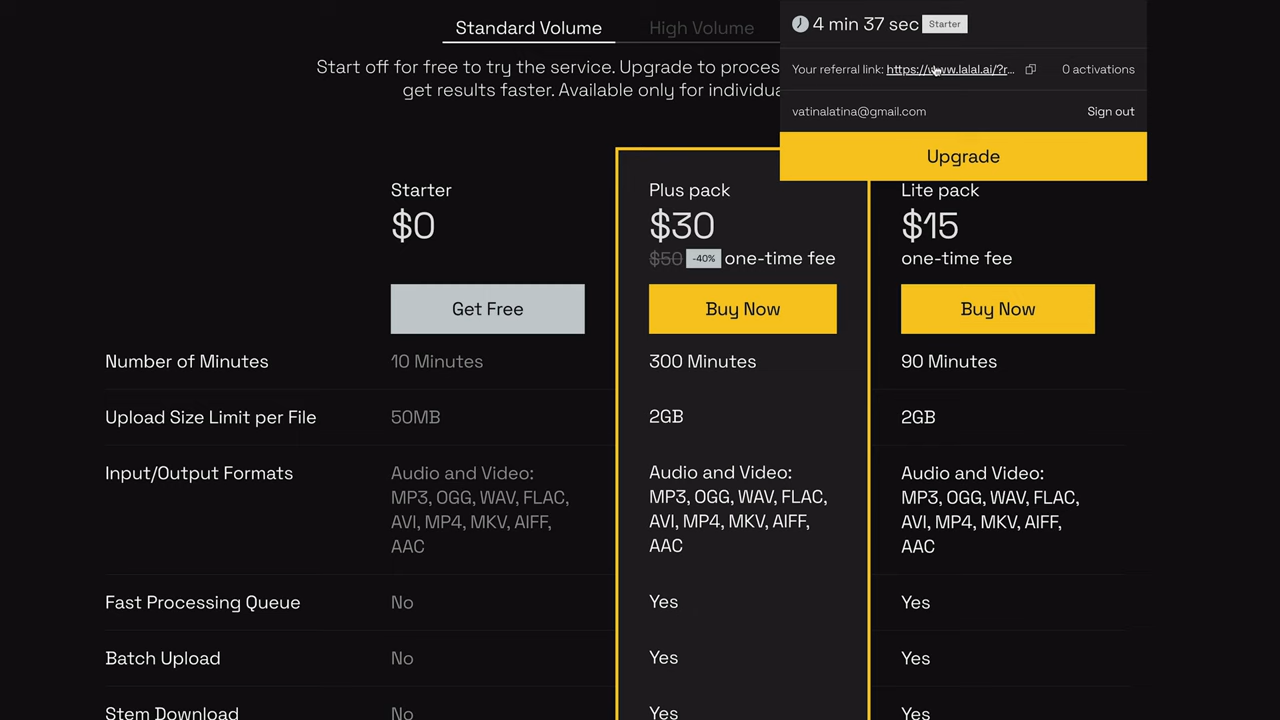 Standard Volume
High Volume
Start off for free to try the service. Upgrade to proces
get results faster. Available only for individua
4 min 37 sec Starter
Your referral link: https://www.lalal.ai/?r... 0 activations
vatinalatina@gmail.com Sign out
Upgrade
Starter
$0
Get Free
Plus pack
$30
$50 -40% one-time fee
Buy Now
Lite pack
$15
one-time fee
Buy Now
Number of Minutes
10 Minutes
300 Minutes
90 Minutes
Upload Size Limit per File
50MB
2GB
2GB
Input/Output Formats
Audio and Video:
MP3, OGG, WAV, FLAC,
AVI, MP4, MKV, AIFF,
AAC
Audio and Video:
MP3, OGG, WAV, FLAC,
AVI, MP4, MKV, AIFF,
AAC
Audio and Video:
MP3, OGG, WAV, FLAC,
AVI, MP4, MKV, AIFF,
AAC
Fast Processing Queue
No
Yes
Yes
Batch Upload
No
Yes
Yes
Stem Download
No
Yes
Yes